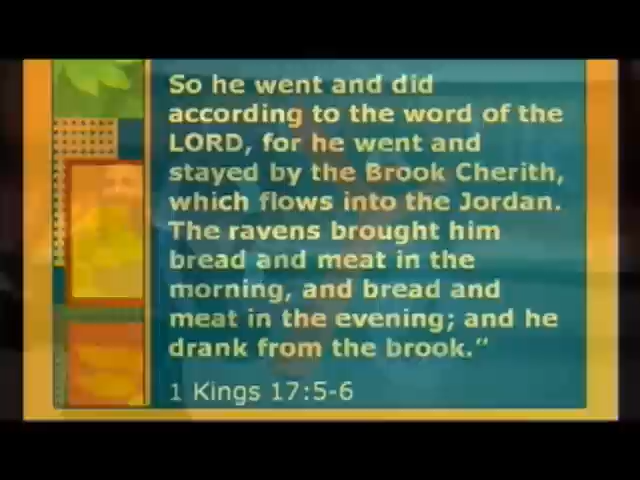 So he went and did
according to the word of the
LORD, for he went and
stayed by the Brook Cherith,
which flows into the Jordan.
The ravens brought him
bread and meat in the
morning, and bread and
meat in the evening; and he
drank from the brook.”
1 Kings 17:5-6